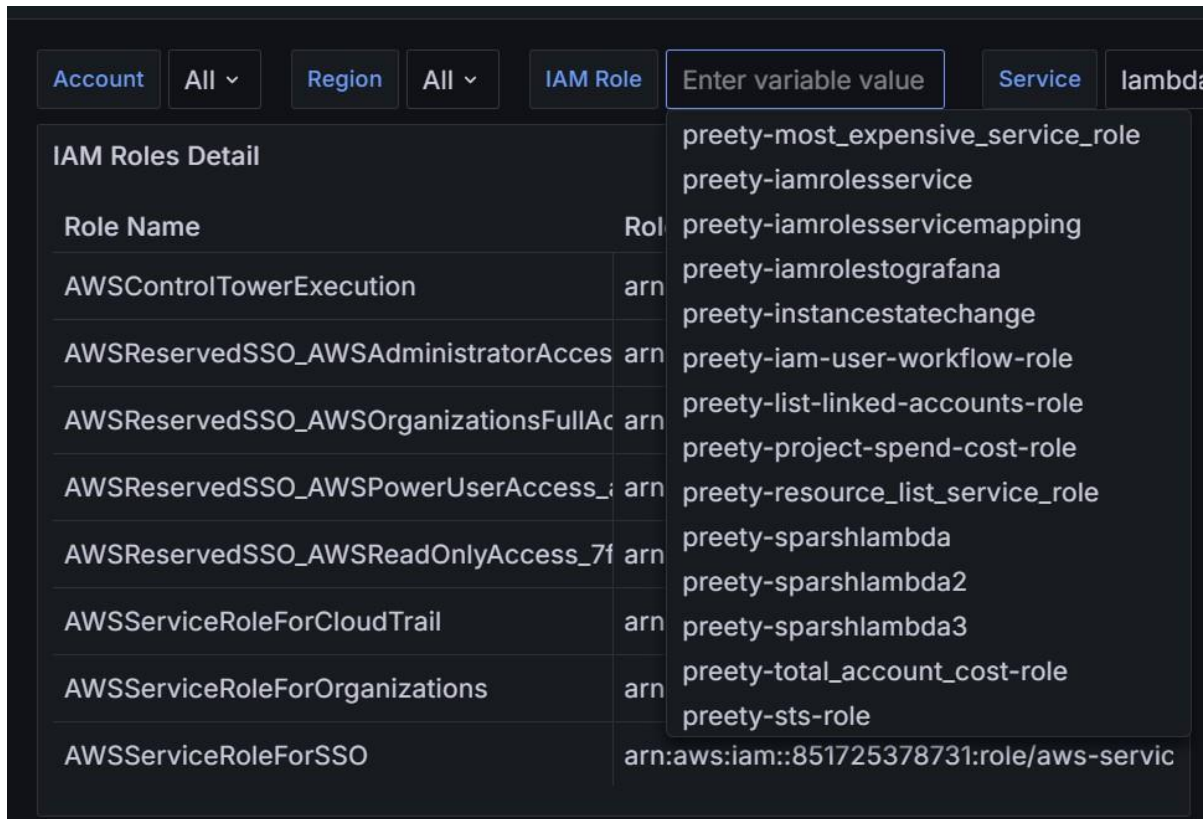 Account All Region All IAM Role Enter variable value Service lambda
IAM Roles Detail
Role Name Rol
AWSControlTowerExecution arn
AWSReservedSSO_AWSAdministratorAcces arn
AWSReservedSSO_AWSOrganizationsFullAc arn
AWSReservedSSO_AWSPowerUserAccess_a arn
AWSReservedSSO_AWSReadOnlyAccess_7f arn
AWSServiceRoleForCloudTrail arn
AWSServiceRoleForOrganizations arn
AWSServiceRoleForSSO arn:aws:iam::851725378731:role/aws-servic
preety-most_expensive_service_role
preety-iamrolesservice
preety-iamrolesservicemapping
preety-iamrolestografana
preety-instancestatechange
preety-iam-user-workflow-role
preety-list-linked-accounts-role
preety-project-spend-cost-role
preety-resource_list_service_role
preety-sparshlambda
preety-sparshlambda2
preety-sparshlambda3
preety-total_account_cost-role
preety-sts-role